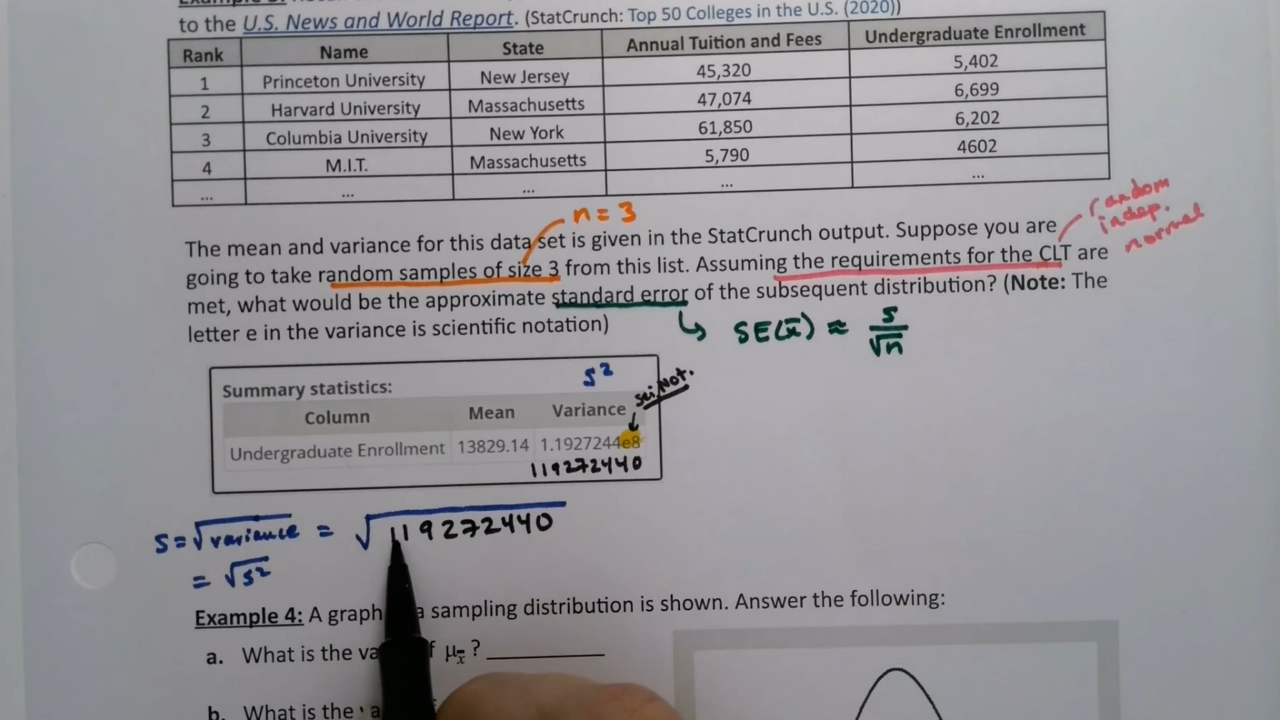 to the U.S. News and World Report. (StatCrunch: Top 50 Colleges in the U.S. (2020))
Rank Name State Annual Tuition and Fees Undergraduate Enrollment
1 Princeton University New Jersey 45,320 5,402
2 Harvard University Massachusetts 47,074 6,699
3 Columbia University New York 61,850 6,202
4 M.I.T. Massachusetts 5,790 4602
... ... ... ... ...
n = 3
random
indep.
normal
The mean and variance for this data set is given in the StatCrunch output. Suppose you are
going to take random samples of size 3 from this list. Assuming the requirements for the CLT are
met, what would be the approximate standard error of the subsequent distribution? (Note: The
letter e in the variance is scientific notation)
SE(x̄) ≈ s/√n
Summary statistics:
s²
Sci. Not.
Column Mean Variance
Undergraduate Enrollment 13829.14 1.1927244e8
119272440
s = √variance = √119272440
= √s²
Example 4: A graph a sampling distribution is shown. Answer the following:
a. What is the va f μx̄ ?
b. What is the